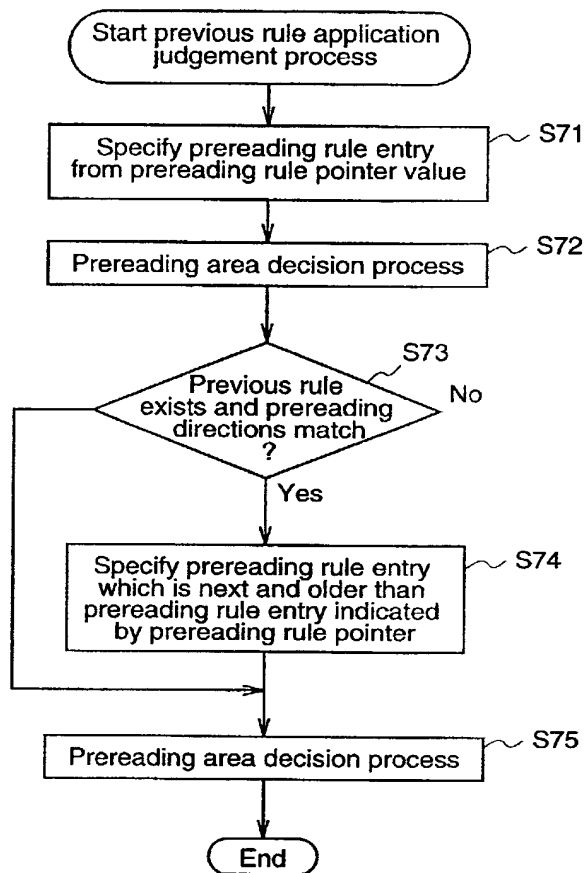 Start previous rule application
judgement process
S71
Specify prereading rule entry
from prereading rule pointer value
S72
Prereading area decision process
S73
Previous rule
exists and prereading
directions match
?
No
Yes
S74
Specify prereading rule entry
which is next and older than
prereading rule entry indicated
by prereading rule pointer
S75
Prereading area decision process
End